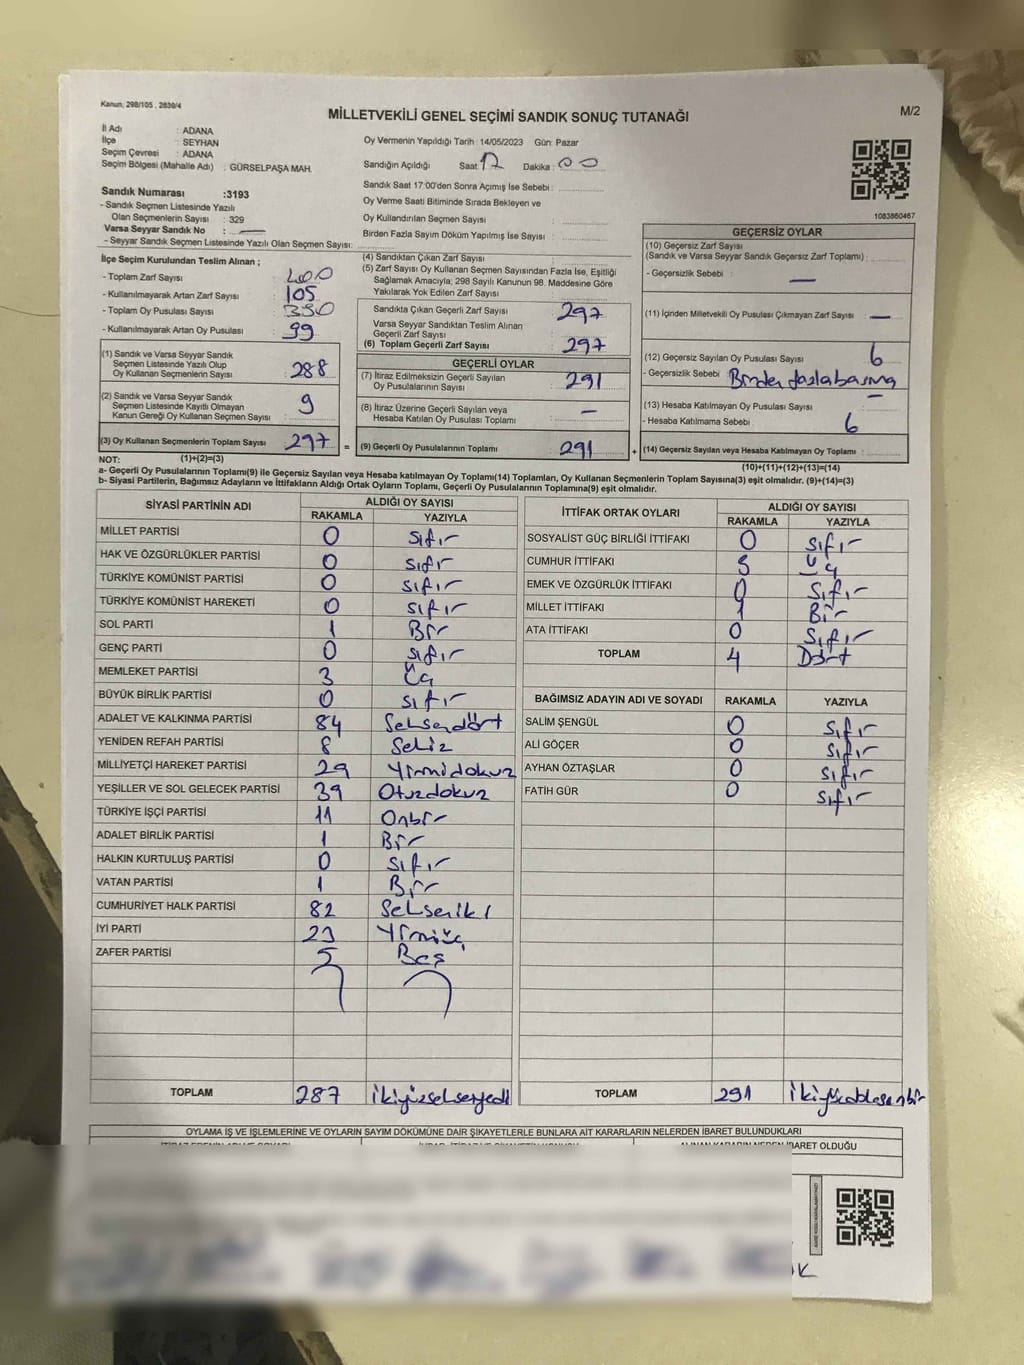 Kanun, 298/105 , 2839/4
MİLLETVEKİLİ GENEL SEÇİMİ SANDIK SONUÇ TUTANAĞI
M/2
İl Adı : ADANA
İlçe : SEYHAN
Seçim Çevresi : ADANA
Seçim Bölgesi (Mahalle Adı) : GÜRSELPAŞA MAH.
Oy Vermenin Yapıldığı Tarih : 14/05/2023 Gün: Pazar
Sandığın Açıldığı Saat: 17 Dakika : 00
Sandık Saat 17:00'den Sonra Açımış İse Sebebi :
Oy Verme Saati Bitiminde Sırada Bekleyen ve
Oy Kullandırılan Seçmen Sayısı :
Birden Fazla Sayım Döküm Yapılmış İse Sayısı :
1083860467
Sandık Numarası :3193
- Sandık Seçmen Listesinde Yazılı
Olan Seçmenlerin Sayısı : 329
Varsa Seyyar Sandık No :
- Seyyar Sandık Seçmen Listesinde Yazılı Olan Seçmen Sayısı:
İlçe Seçim Kurulundan Teslim Alınan ;
- Toplam Zarf Sayısı : 400
- Kullanılmayarak Artan Zarf Sayısı : 105
- Toplam Oy Pusulası Sayısı : 390
- Kullanılmayarak Artan Oy Pusulası : 99
(1) Sandık ve Varsa Seyyar Sandık
Seçmen Listesinde Yazılı Olup
Oy Kullanan Seçmenlerin Sayısı : 288
(2) Sandık ve Varsa Seyyar Sandık
Seçmen Listesinde Kayıtlı Olmayan
Kanun Gereği Oy Kullanan Seçmen Sayısı : 9
(3) Oy Kullanan Seçmenlerin Toplam Sayısı : 297 =
(4) Sandıktan Çıkan Zarf Sayısı :
(5) Zarf Sayısı Oy Kullanan Seçmen Sayısından Fazla İse, Eşitliği
Sağlamak Amacıyla; 298 Sayılı Kanunun 98. Maddesine Göre
Yakılarak Yok Edilen Zarf Sayısı :
Sandıkta Çıkan Geçerli Zarf Sayısı : 297
Varsa Seyyar Sandıktan Teslim Alınan
Geçerli Zarf Sayısı :
(6) Toplam Geçerli Zarf Sayısı : 297
GEÇERLİ OYLAR
(7) İtiraz Edilmeksizin Geçerli Sayılan
Oy Pusulalarının Sayısı : 291
(8) İtiraz Üzerine Geçerli Sayılan veya
Hesaba Katılan Oy Pusulası Toplamı : –
(9) Geçerli Oy Pusulalarının Toplamı : 291 +
GEÇERSİZ OYLAR
(10) Geçersiz Zarf Sayısı
(Sandık ve Varsa Seyyar Sandık Geçersiz Zarf Toplamı) :
- Geçersizlik Sebebi : —
(11) İçinden Milletvekili Oy Pusulası Çıkmayan Zarf Sayısı : –
(12) Geçersiz Sayılan Oy Pusulası Sayısı : 6
- Geçersizlik Sebebi : Birden fazla basma
(13) Hesaba Katılmayan Oy Pusulası Sayısı : –
- Hesaba Katılmama Sebebi : 6
(14) Geçersiz Sayılan veya Hesaba Katılmayan Oy Toplamı :
NOT: (1)+(2)=(3) (10)+(11)+(12)+(13)=(14)
a- Geçerli Oy Pusulalarının Toplamı(9) ile Geçersiz Sayılan veya Hesaba katılmayan Oy Toplamı(14) Toplamları, Oy Kullanan Seçmenlerin Toplam Sayısına(3) eşit olmalıdır. (9)+(14)=(3)
b- Siyasi Partilerin, Bağımsız Adayların ve İttifakların Aldığı Ortak Oyların Toplamı, Geçerli Oy Pusulalarının Toplamına(9) eşit olmalıdır.
SİYASİ PARTİNİN ADI ALDIĞI OY SAYISI
RAKAMLA YAZIYLA
MİLLET PARTİSİ 0 Sıfır
HAK VE ÖZGÜRLÜKLER PARTİSİ 0 Sıfır
TÜRKİYE KOMÜNİST PARTİSİ 0 Sıfır
TÜRKİYE KOMÜNİST HAREKETİ 0 Sıfır
SOL PARTİ 1 Bir
GENÇ PARTİ 0 Sıfır
MEMLEKET PARTİSİ 3 Üç
BÜYÜK BİRLİK PARTİSİ 0 Sıfır
ADALET VE KALKINMA PARTİSİ 84 Seksendört
YENİDEN REFAH PARTİSİ 8 Sekiz
MİLLİYETÇİ HAREKET PARTİSİ 29 Yirmidokuz
YEŞİLLER VE SOL GELECEK PARTİSİ 39 Otuzdokuz
TÜRKİYE İŞÇİ PARTİSİ 11 Onbir
ADALET BİRLİK PARTİSİ 1 Bir
HALKIN KURTULUŞ PARTİSİ 0 Sıfır
VATAN PARTİSİ 1 Bir
CUMHURİYET HALK PARTİSİ 82 Sekseniki
İYİ PARTİ 23 Yirmiüç
ZAFER PARTİSİ 5 Beş
TOPLAM 287 ikiyüzseksenyedi
İTTİFAK ORTAK OYLARI ALDIĞI OY SAYISI
RAKAMLA YAZIYLA
SOSYALİST GÜÇ BİRLİĞİ İTTİFAKI 0 Sıfır
CUMHUR İTTİFAKI 3 Üç
EMEK VE ÖZGÜRLÜK İTTİFAKI 0 Sıfır
MİLLET İTTİFAKI 1 Bir
ATA İTTİFAKI 0 Sıfır
TOPLAM 4 Dört
BAĞIMSIZ ADAYIN ADI VE SOYADI RAKAMLA YAZIYLA
SALİM ŞENGÜL 0 Sıfır
ALİ GÖÇER 0 Sıfır
AYHAN ÖZTAŞLAR 0 Sıfır
FATİH GÜR 0 Sıfır
TOPLAM 291 ikiyüzdoksanbir
OYLAMA İŞ VE İŞLEMLERİNE VE OYLARIN SAYIM DÖKÜMÜNE DAİR ŞİKAYETLERLE BUNLARA AİT KARARLARIN NELERDEN İBARET BULUNDUKLARI
ALINAN KARARIN NEDEN İBARET OLDUĞU